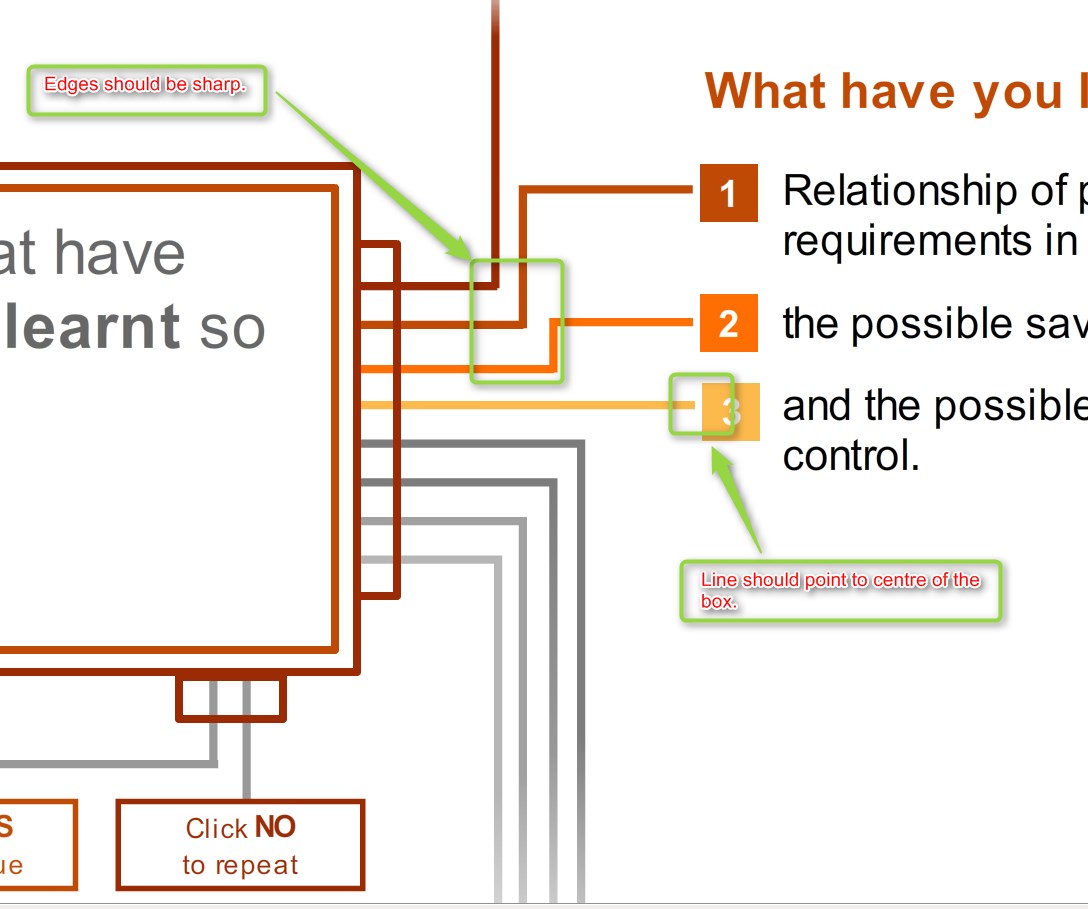 Edges should be sharp.
What have you l
at have
learnt so
1
Relationship of p
requirements in
2
the possible sav
3
and the possible
control.
Line should point to centre of the
box.
S
ue
Click NO
to repeat